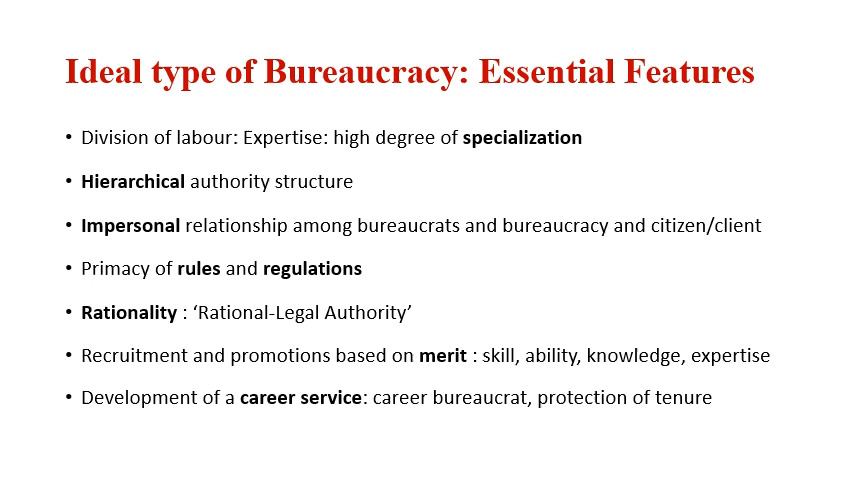 Ideal type of Bureaucracy: Essential Features
• Division of labour: Expertise: high degree of specialization
• Hierarchical authority structure
• Impersonal relationship among bureaucrats and bureaucracy and citizen/client
• Primacy of rules and regulations
• Rationality : ‘Rational-Legal Authority’
• Recruitment and promotions based on merit : skill, ability, knowledge, expertise
• Development of a career service: career bureaucrat, protection of tenure